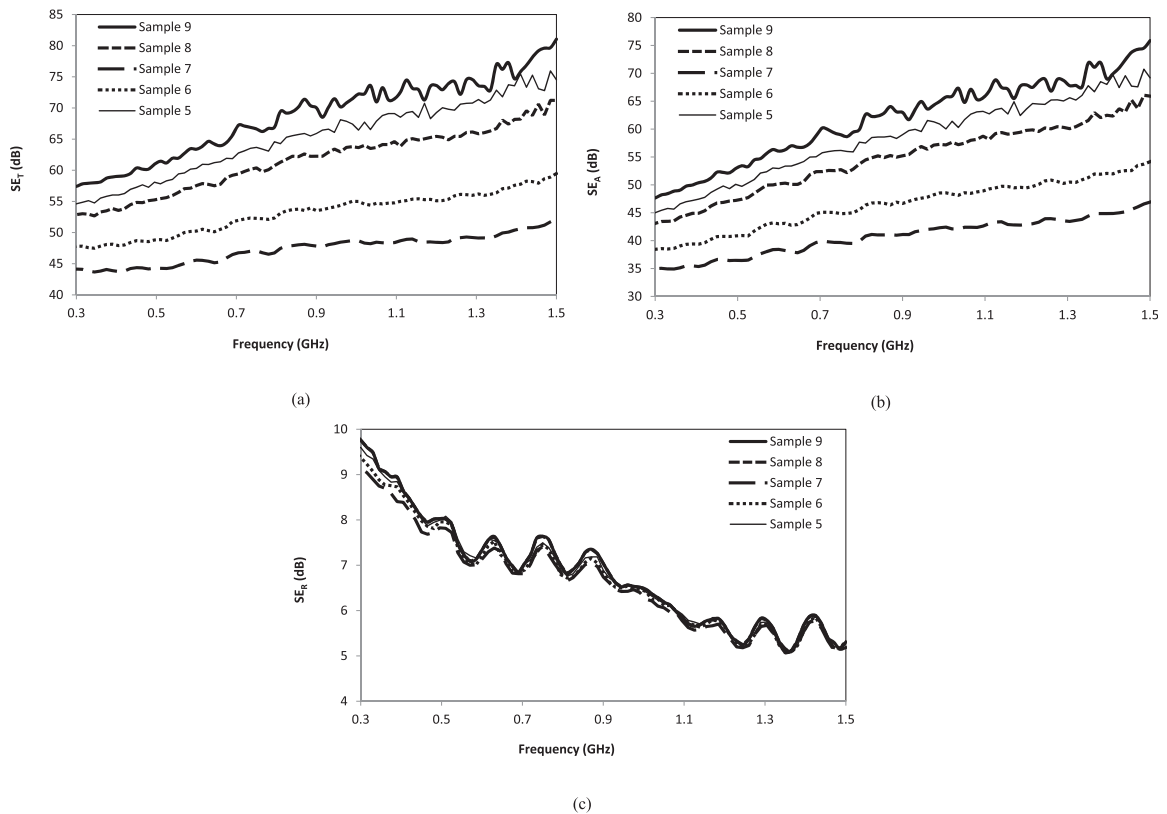 85
80
75
70
65
60
55
50
45
40
SE_T (dB)
Sample 9
Sample 8
Sample 7
Sample 6
Sample 5
0.3 0.5 0.7 0.9 1.1 1.3 1.5
Frequency (GHz)
(a)
80
75
70
65
60
55
50
45
40
35
30
SE_A (dB)
Sample 9
Sample 8
Sample 7
Sample 6
Sample 5
0.3 0.5 0.7 0.9 1.1 1.3 1.5
Frequency (GHz)
(b)
10
9
8
7
6
5
4
SE_R (dB)
Sample 9
Sample 8
Sample 7
Sample 6
Sample 5
0.3 0.5 0.7 0.9 1.1 1.3 1.5
Frequency (GHz)
(c)